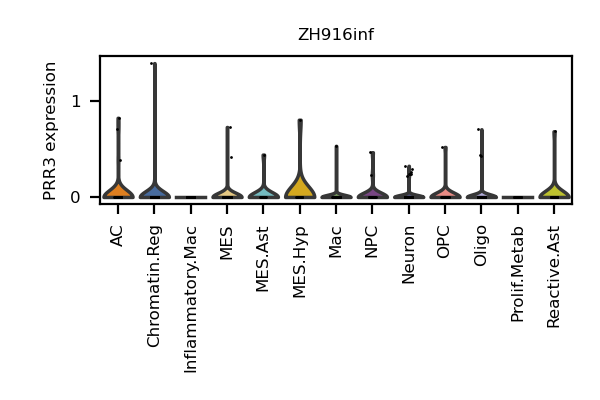 ZH916inf
PRR3 expression
1
0
AC
Chromatin.Reg
Inflammatory.Mac
MES
MES.Ast
MES.Hyp
Mac
NPC
Neuron
OPC
Oligo
Prolif.Metab
Reactive.Ast